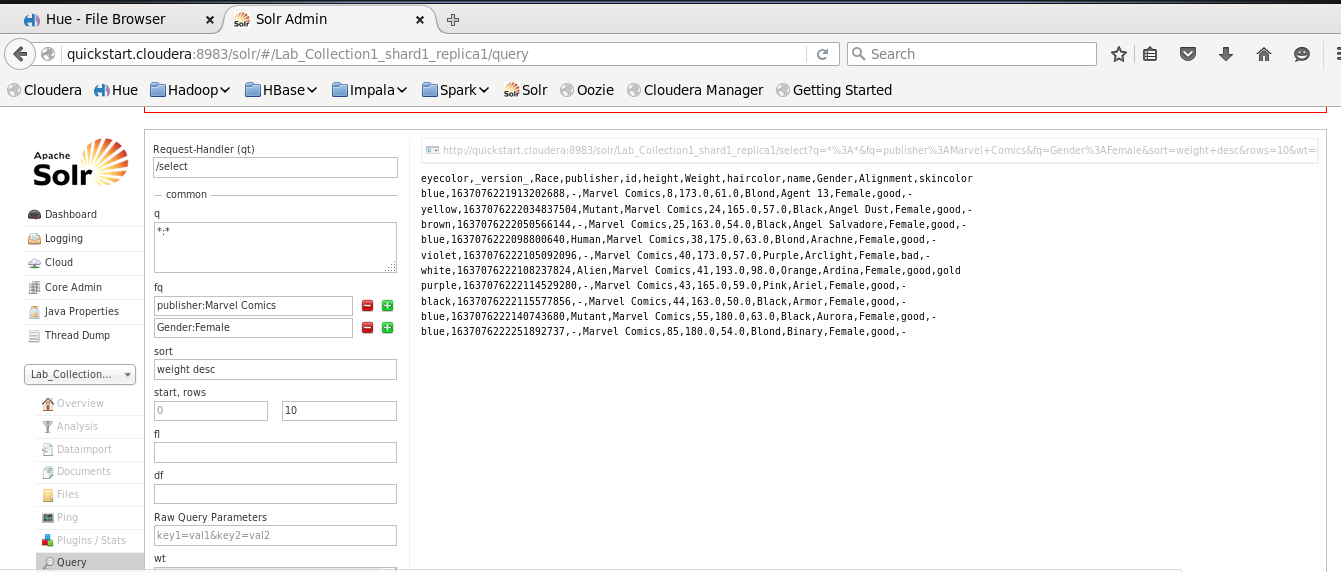 Hue - File Browser
Solr Admin
quickstart.cloudera:8983/solr/#/Lab_Collection1_shard1_replica1/query
Search
Cloudera Hue Hadoop HBase Impala Spark Solr Oozie Cloudera Manager Getting Started
Apache
Solr
Dashboard
Logging
Cloud
Core Admin
Java Properties
Thread Dump
Lab_Collection...
Overview
Analysis
Dataimport
Documents
Files
Ping
Plugins / Stats
Query
Request-Handler (qt)
/select
common
q
*:*
fq
publisher:Marvel Comics
Gender:Female
sort
weight desc
start, rows
0 10
fl
df
Raw Query Parameters
key1=val1&key2=val2
wt
http://quickstart.cloudera:8983/solr/Lab_Collection1_shard1_replica1/select?q=*%3A*&fq=publisher%3AMarvel+Comics&fq=Gender%3AFemale&sort=weight+desc&rows=10&wt=
eyecolor,_version_,Race,publisher,id,height,Weight,haircolor,name,Gender,Alignment,skincolor
blue,1637076221913202688,-,Marvel Comics,8,173.0,61.0,Blond,Agent 13,Female,good,-
yellow,1637076222034837504,Mutant,Marvel Comics,24,165.0,57.0,Black,Angel Dust,Female,good,-
brown,1637076222050566144,-,Marvel Comics,25,163.0,54.0,Black,Angel Salvadore,Female,good,-
blue,1637076222098800640,Human,Marvel Comics,38,175.0,63.0,Blond,Arachne,Female,good,-
violet,1637076222105092096,-,Marvel Comics,40,173.0,57.0,Purple,Arclight,Female,bad,-
white,1637076222108237824,Alien,Marvel Comics,41,193.0,98.0,Orange,Ardina,Female,good,gold
purple,1637076222114529280,-,Marvel Comics,43,165.0,59.0,Pink,Ariel,Female,good,-
black,1637076222115577856,-,Marvel Comics,44,163.0,50.0,Black,Armor,Female,good,-
blue,1637076222140743680,Mutant,Marvel Comics,55,180.0,63.0,Black,Aurora,Female,good,-
blue,1637076222251892737,-,Marvel Comics,85,180.0,54.0,Blond,Binary,Female,good,-